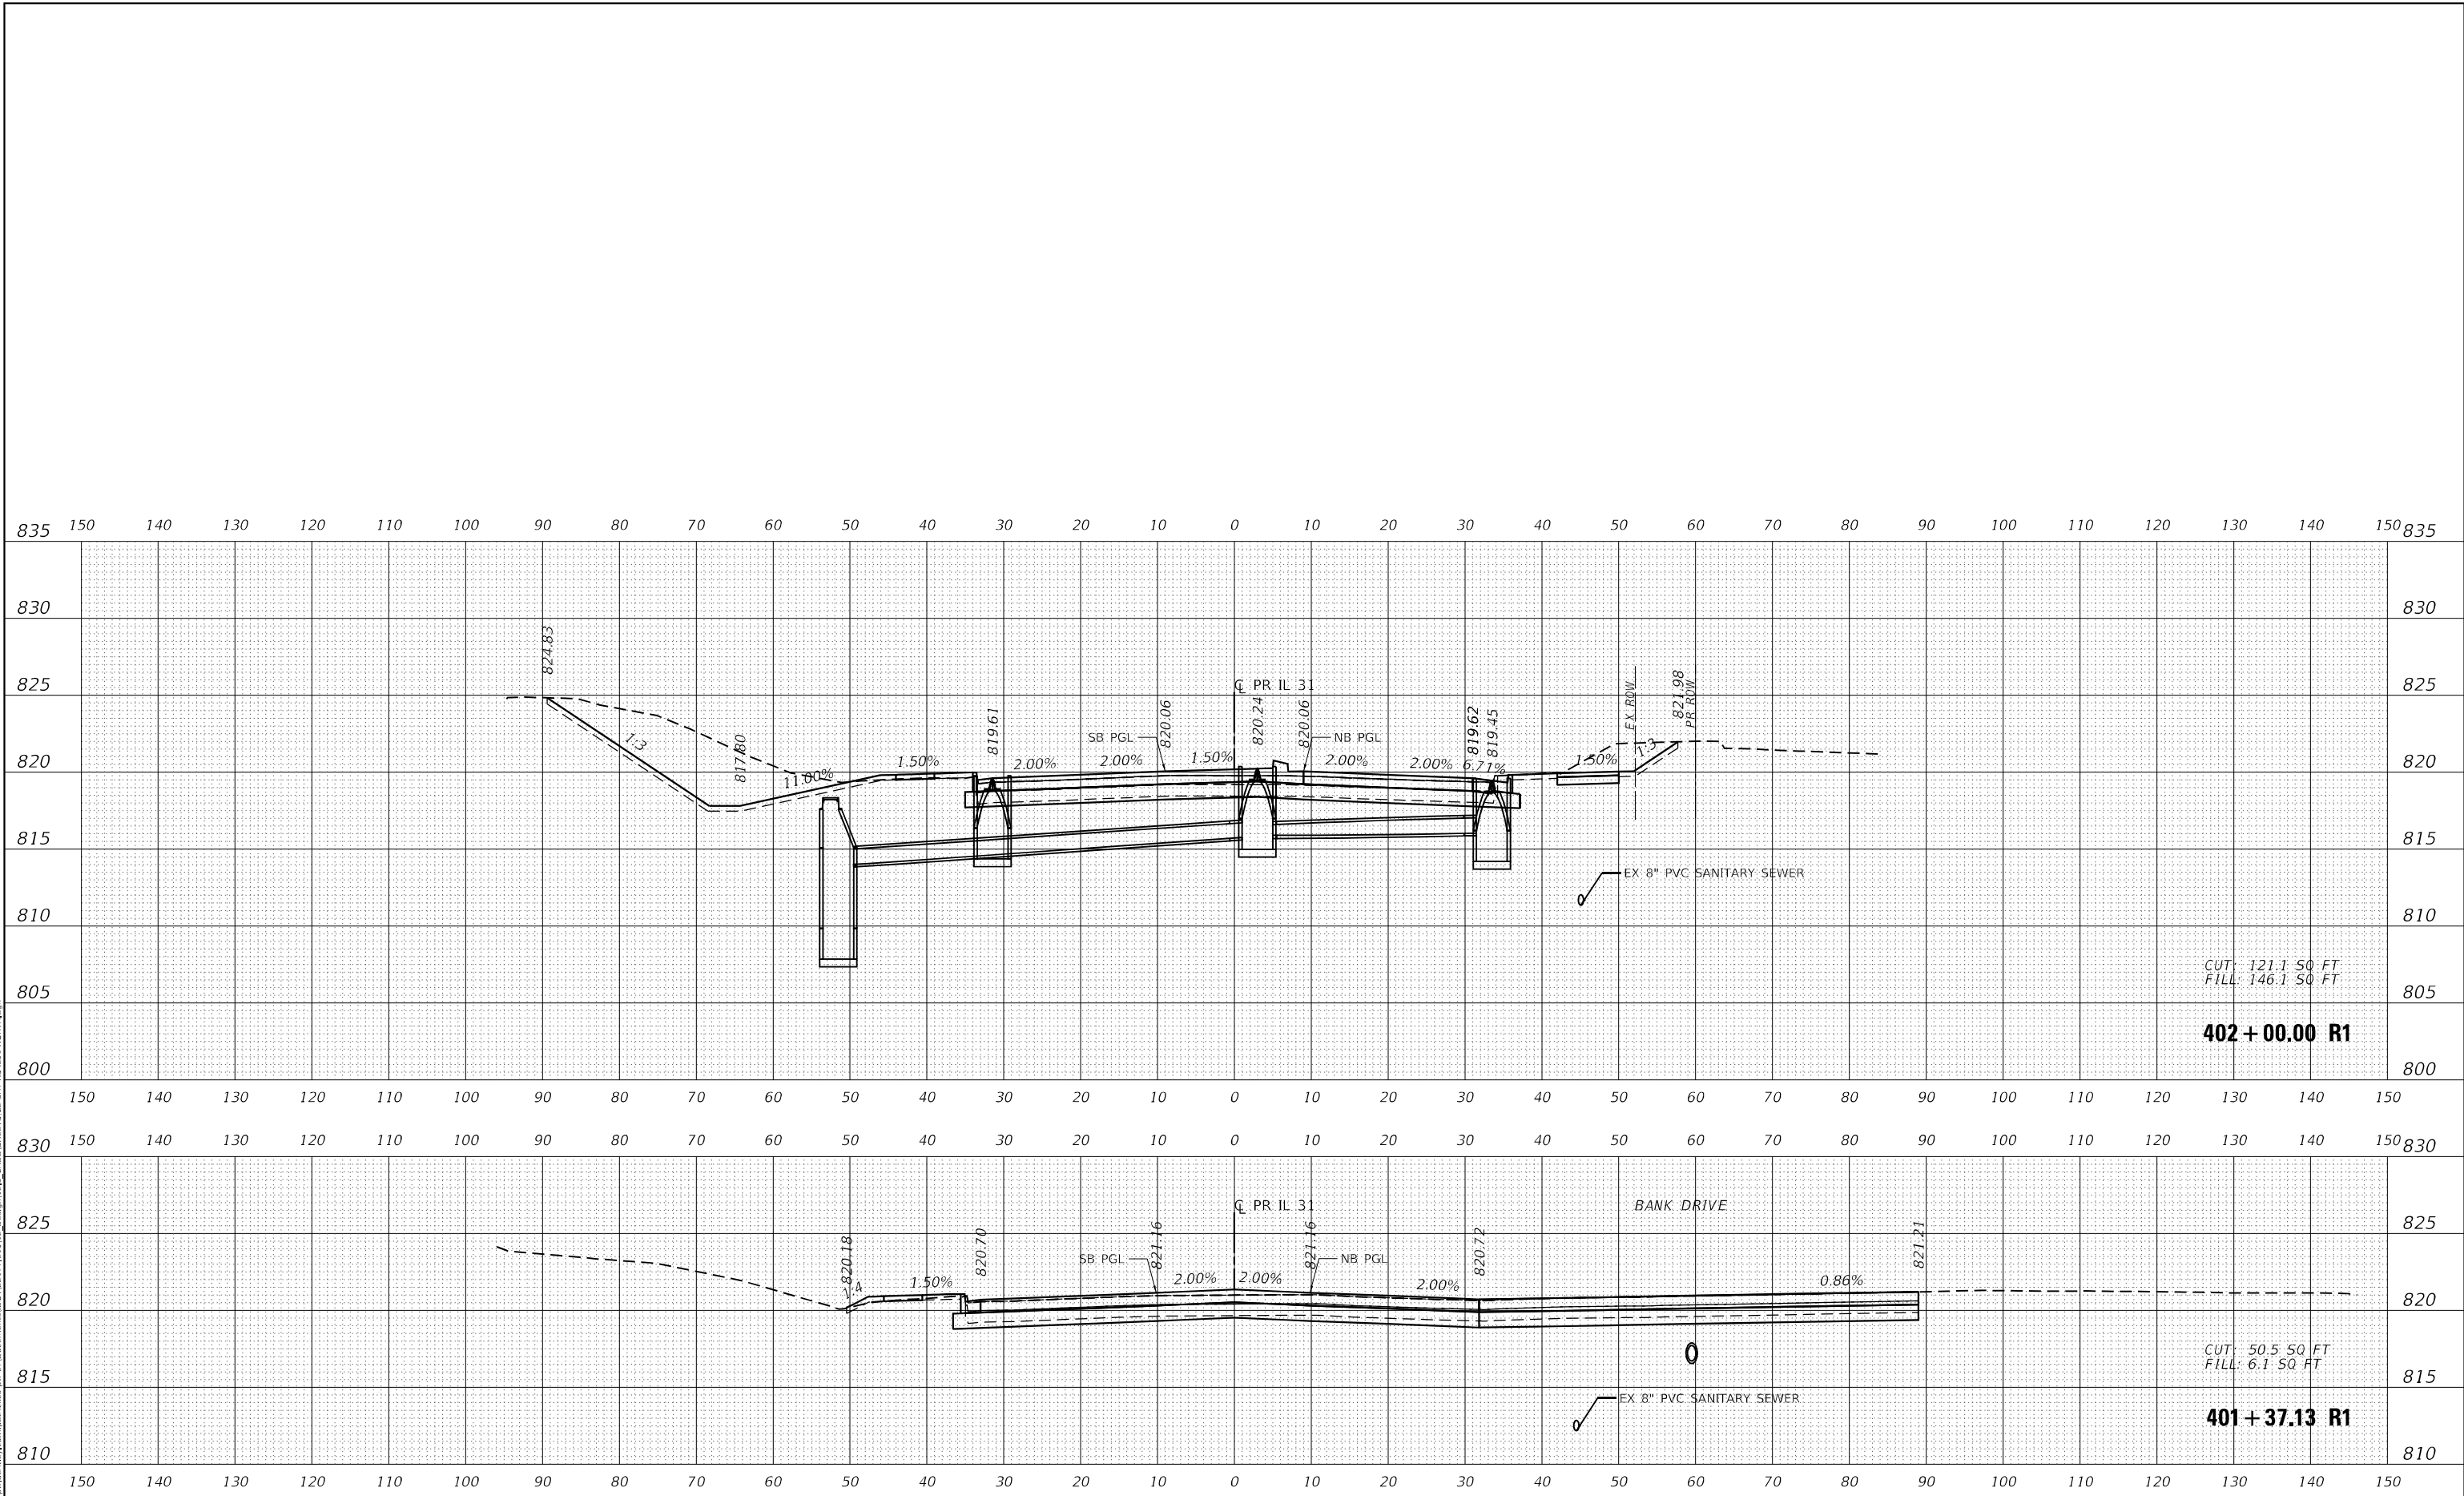 835 150 140 130 120 110 100 90 80 70 60 50 40 30 20 10 0 10 20 30 40 50 60 70 80 90 100 110 120 130 140 150 835
830 830
824.83
825 825
℄ PR IL 31
EX ROW
821.98
PR ROW
817.80
819.61
SB PGL
820.06
820.24
820.06
NB PGL
819.62
819.45
1:3
11.00%
1.50%
2.00%
2.00%
1.50%
2.00%
2.00%
6.71%
1.50%
1:3
820 820
815 815
EX 8" PVC SANITARY SEWER
810 810
CUT: 121.1 SQ FT
FILL: 146.1 SQ FT
805 805
402+00.00 R1
800 800
150 140 130 120 110 100 90 80 70 60 50 40 30 20 10 0 10 20 30 40 50 60 70 80 90 100 110 120 130 140 150
830 150 140 130 120 110 100 90 80 70 60 50 40 30 20 10 0 10 20 30 40 50 60 70 80 90 100 110 120 130 140 150 830
℄ PR IL 31
BANK DRIVE
825 825
820.18
820.70
SB PGL
821.16
821.16
NB PGL
820.72
821.21
1:4
1.50%
2.00%
2.00%
2.00%
0.86%
820 820
CUT: 50.5 SQ FT
FILL: 6.1 SQ FT
815 815
EX 8" PVC SANITARY SEWER
401+37.13 R1
810 810
150 140 130 120 110 100 90 80 70 60 50 40 30 20 10 0 10 20 30 40 50 60 70 80 90 100 110 120 130 140 150